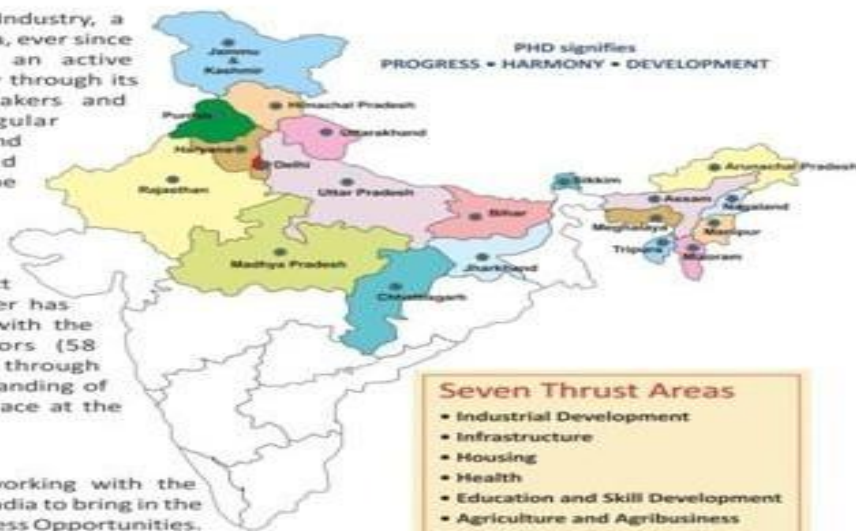 Industry, a
, ever since
an active
through its
akers and
gular
nd
d
e
t
er has
with the
ors (58
through
anding of
ace at the
working with the
ndia to bring in the
ess Opportunities.
PHD signifies
PROGRESS • HARMONY • DEVELOPMENT
Jammu
&
Kashmir
Himachal Pradesh
Punjab
Uttarakhand
Haryana
Delhi
Rajasthan
Uttar Pradesh
Bihar
Sikkim
Arunachal Pradesh
Assam
Nagaland
Meghalaya
Manipur
Tripura
Mizoram
Madhya Pradesh
Jharkhand
Chhattisgarh
Seven Thrust Areas
• Industrial Development
• Infrastructure
• Housing
• Health
• Education and Skill Development
• Agriculture and Agribusiness